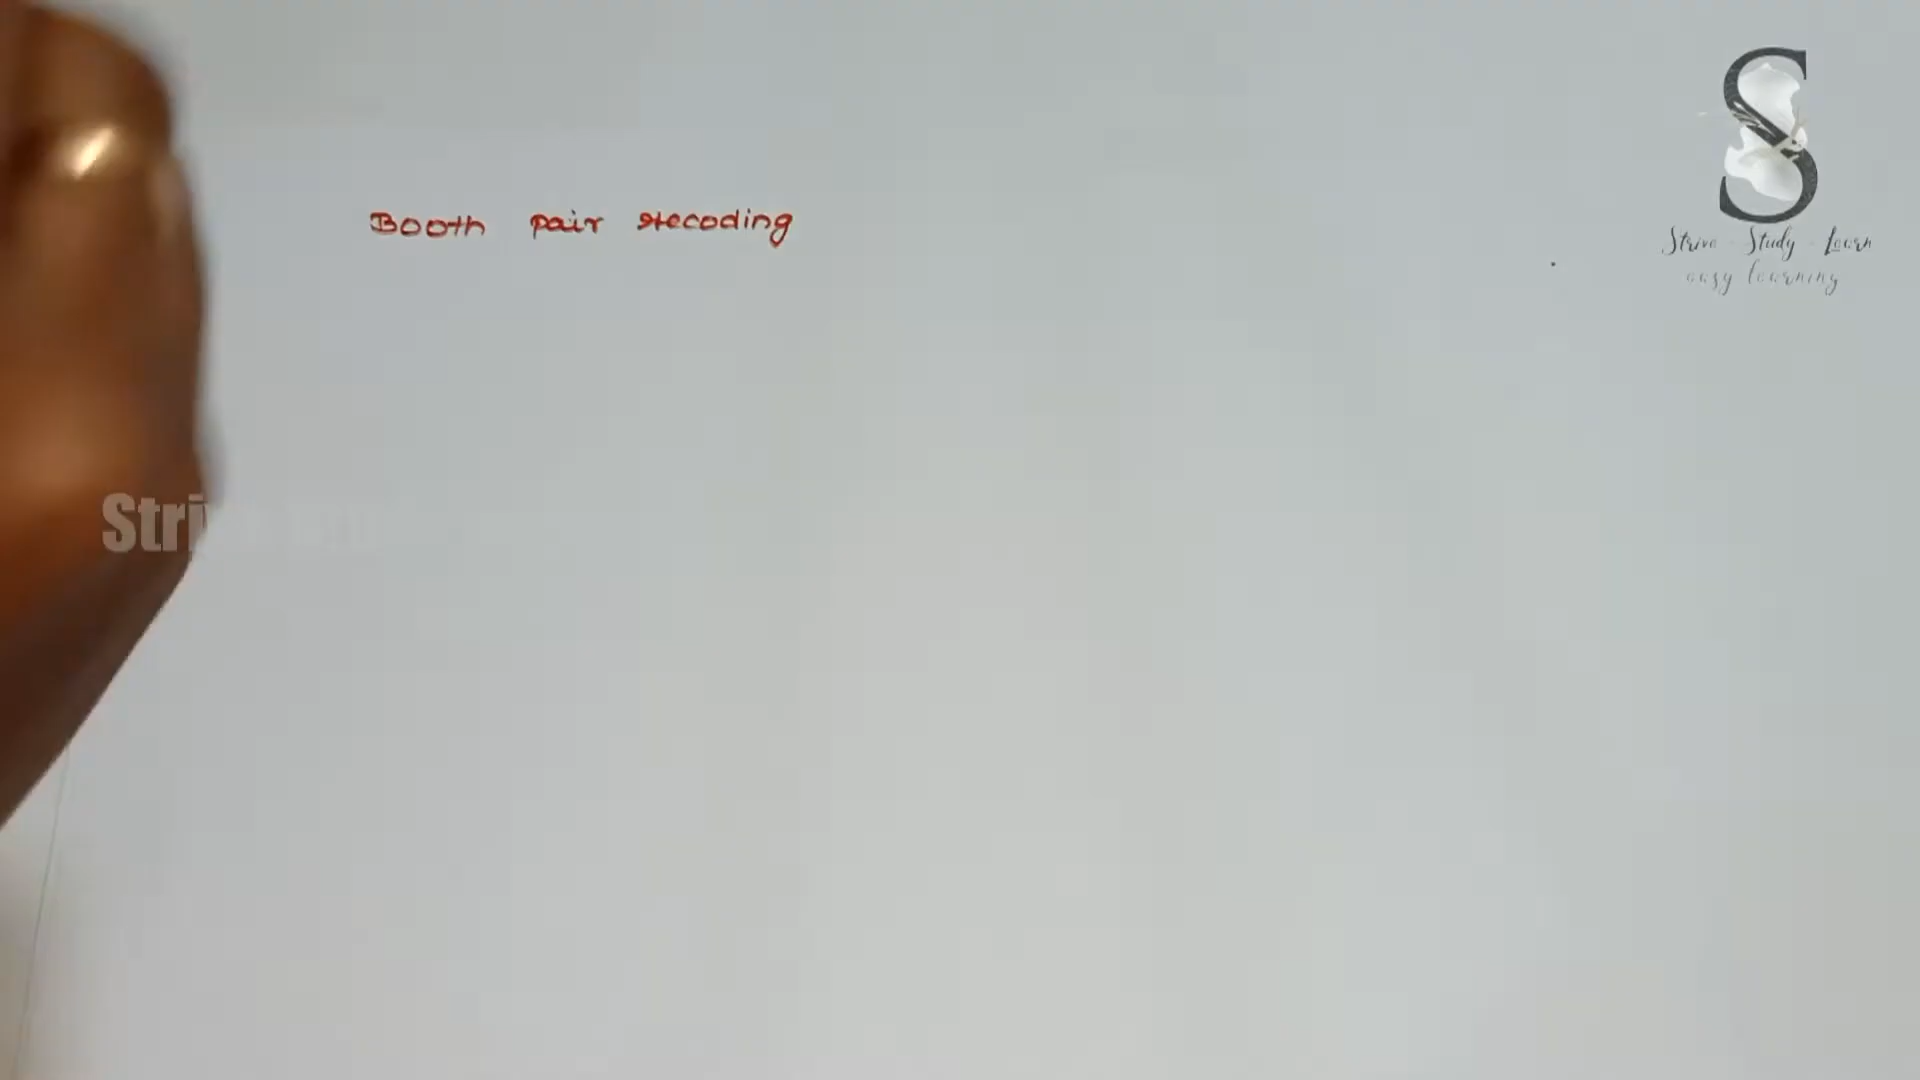 Booth pair recoding
Strive - Study - Learn
easy learning